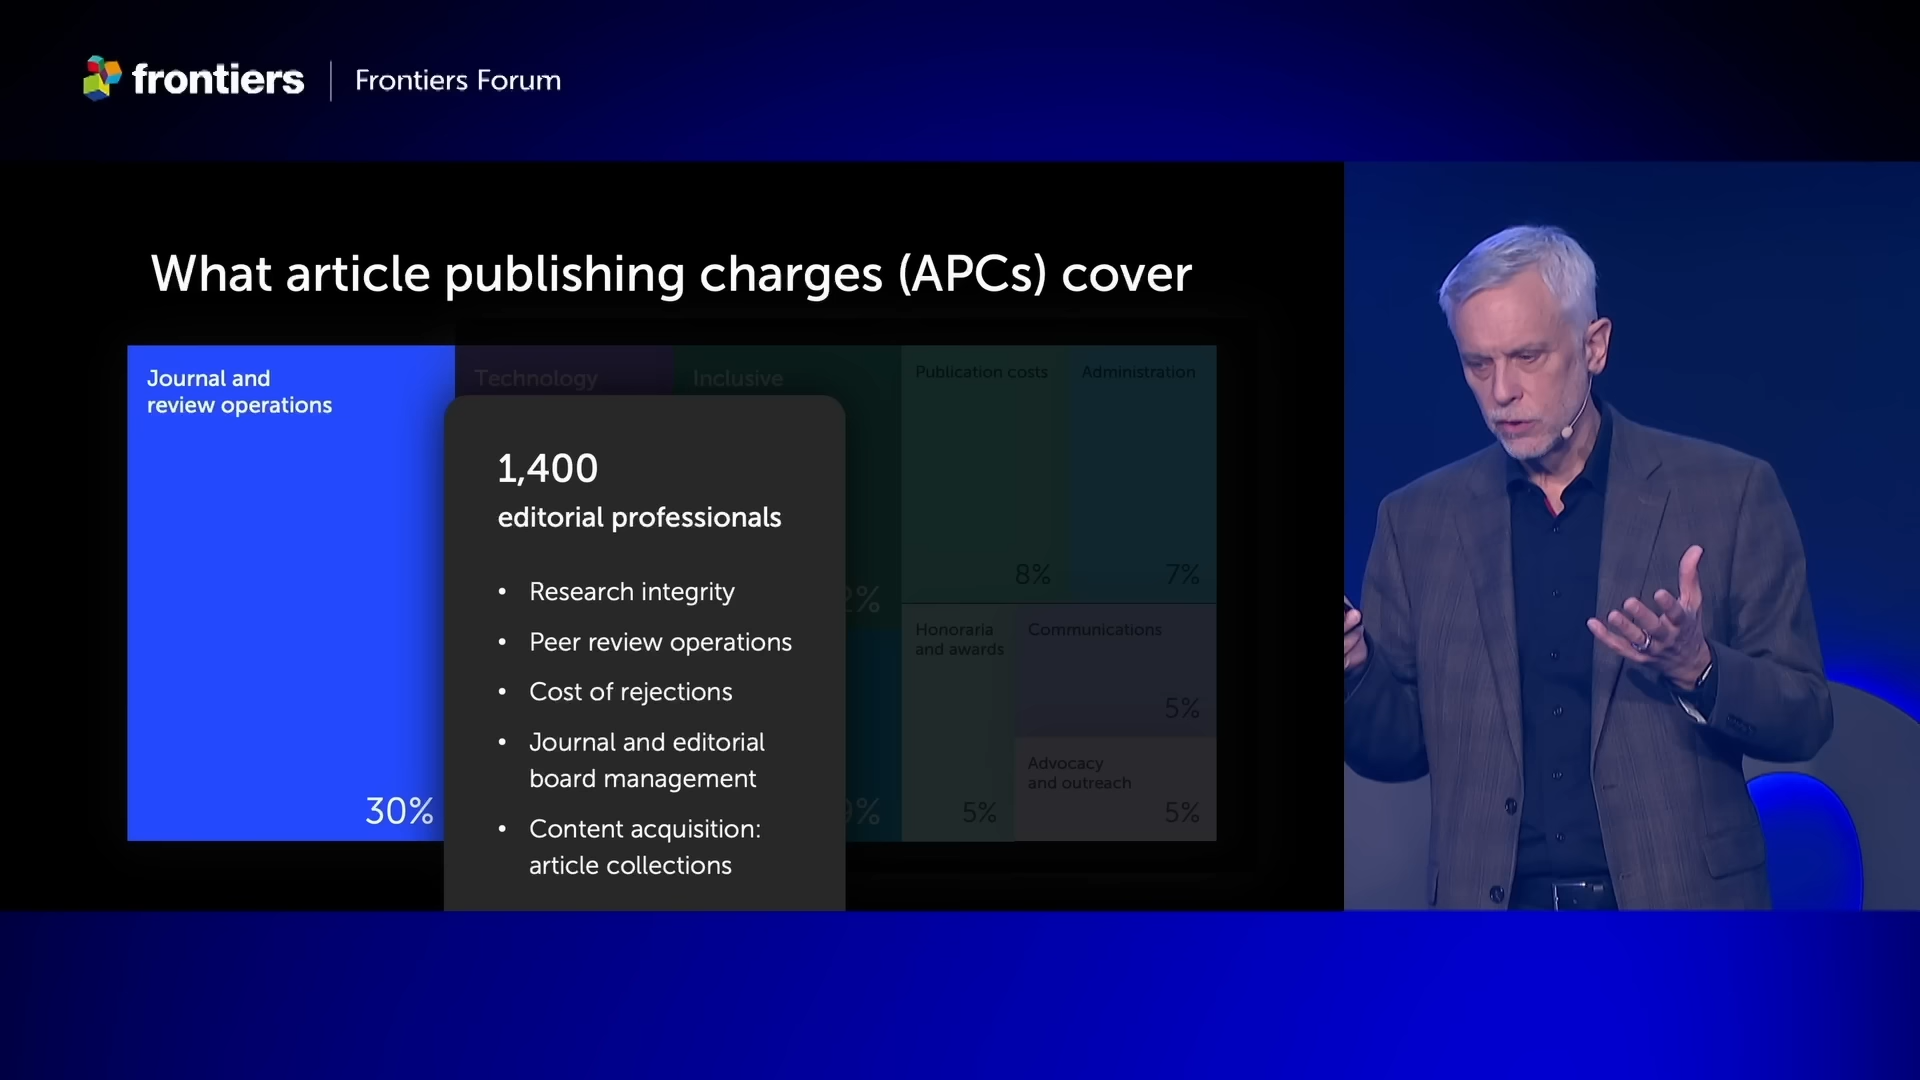 frontiers
Frontiers Forum
What article publishing charges (APCs) cover
Journal and
review operations
30%
Technology
Inclusive
Publication costs
8%
Administration
7%
1,400
editorial professionals
• Research integrity
• Peer review operations
• Cost of rejections
• Journal and editorial
board management
• Content acquisition:
article collections
Honoraria
and awards
5%
Communications
5%
Advocacy
and outreach
5%